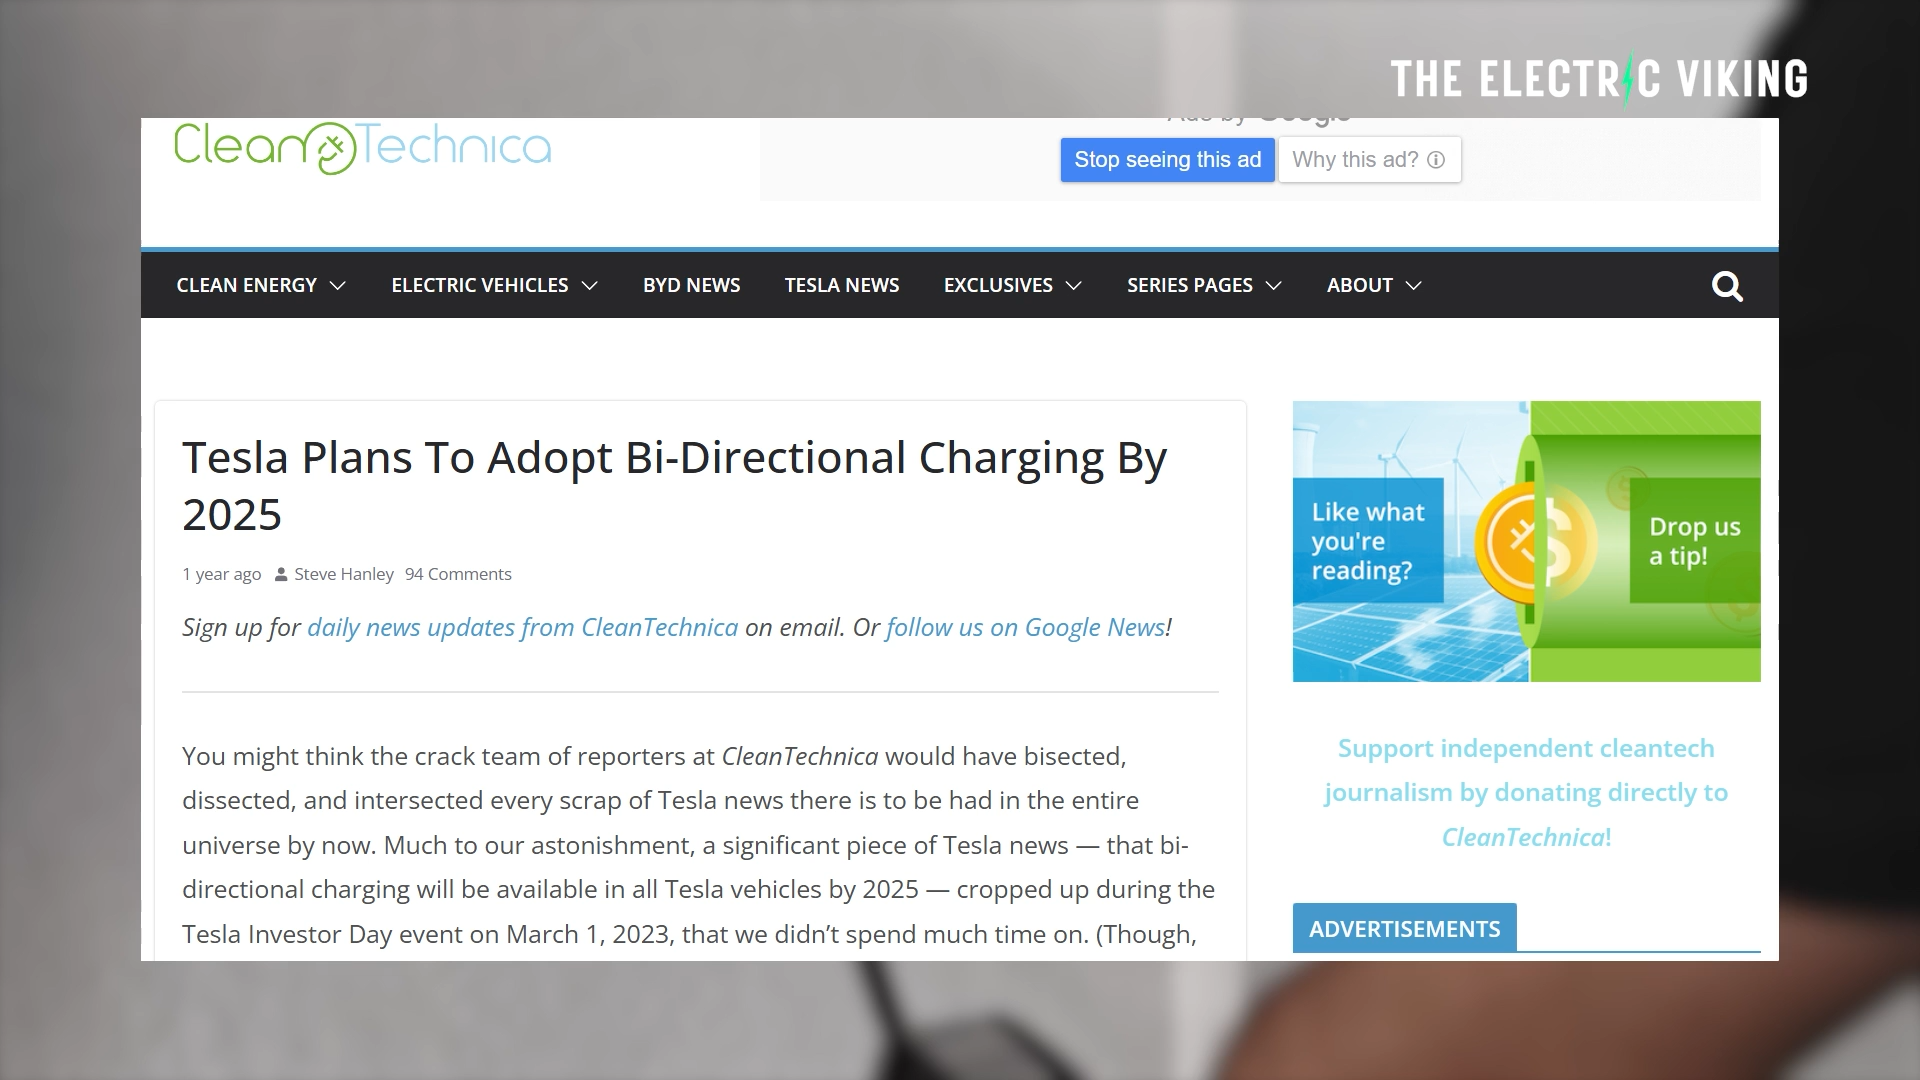 THE ELECTRIC VIKING
CleanTechnica
Ads by Google
Stop seeing this ad
Why this ad?
CLEAN ENERGY
ELECTRIC VEHICLES
BYD NEWS
TESLA NEWS
EXCLUSIVES
SERIES PAGES
ABOUT
Tesla Plans To Adopt Bi-Directional Charging By
2025
1 year ago Steve Hanley 94 Comments
Sign up for daily news updates from CleanTechnica on email. Or follow us on Google News!
You might think the crack team of reporters at CleanTechnica would have bisected,
dissected, and intersected every scrap of Tesla news there is to be had in the entire
universe by now. Much to our astonishment, a significant piece of Tesla news — that bi-
directional charging will be available in all Tesla vehicles by 2025 — cropped up during the
Tesla Investor Day event on March 1, 2023, that we didn’t spend much time on. (Though,
Like what
you're
reading?
Drop us
a tip!
Support independent cleantech
journalism by donating directly to
CleanTechnica!
ADVERTISEMENTS